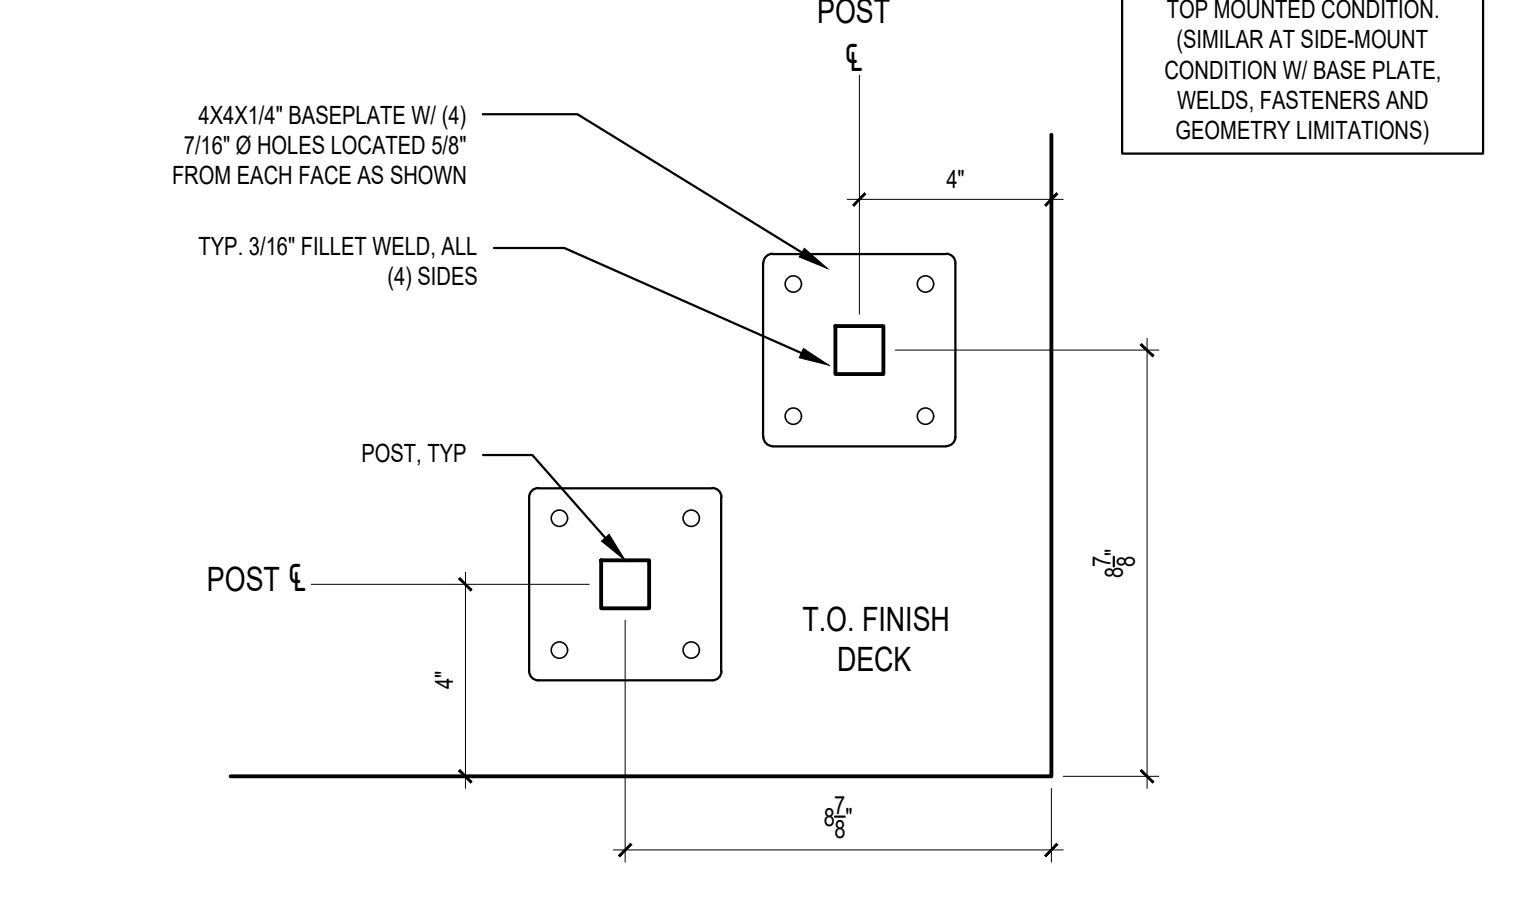 POST
℄
TOP MOUNTED CONDITION.
(SIMILAR AT SIDE-MOUNT
CONDITION W/ BASE PLATE,
WELDS, FASTENERS AND
GEOMETRY LIMITATIONS)
4X4X1/4" BASEPLATE W/ (4)
7/16" Ø HOLES LOCATED 5/8"
FROM EACH FACE AS SHOWN
4"
TYP. 3/16" FILLET WELD, ALL
(4) SIDES
POST, TYP
POST ℄
8 7/8"
T.O. FINISH
DECK
4"
8 7/8"